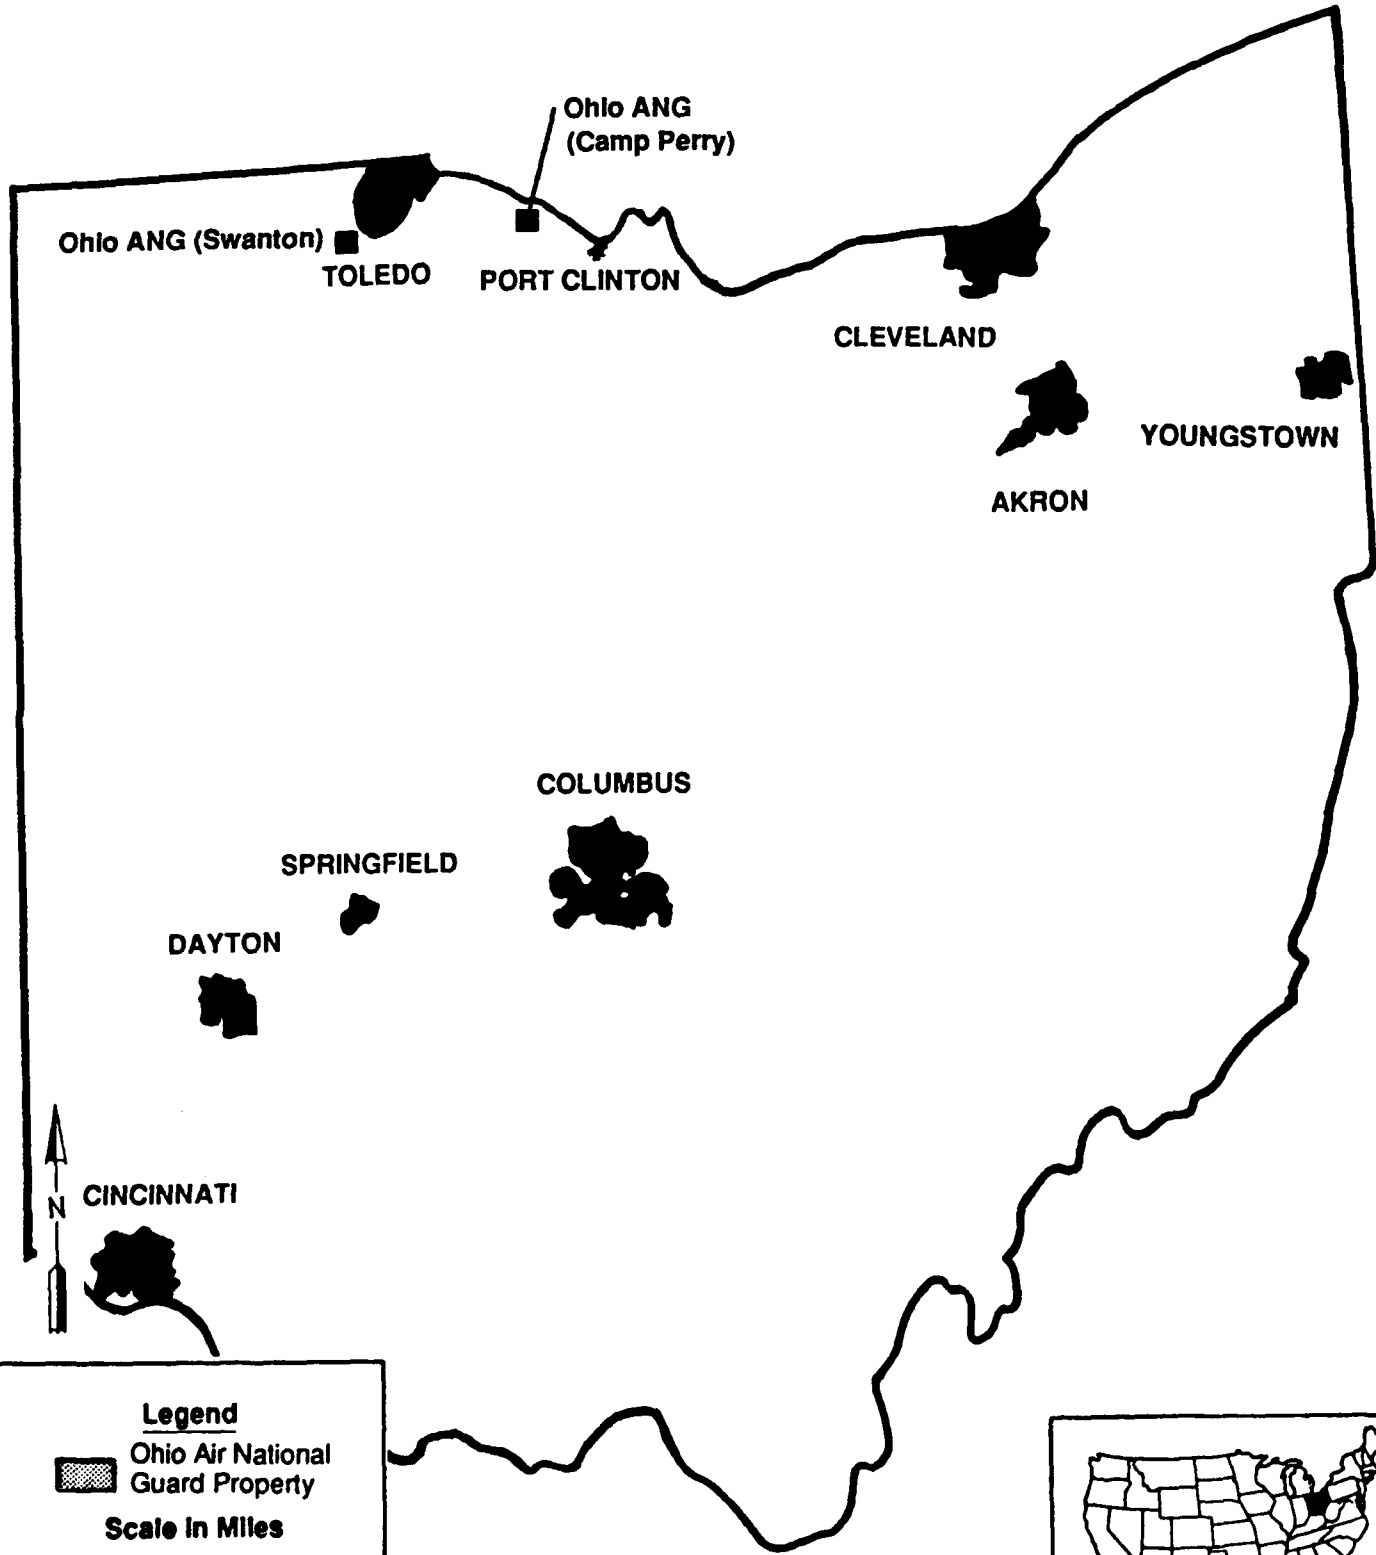 Ohio ANG
(Camp Perry)
Ohio ANG (Swanton)
TOLEDO
PORT CLINTON
CLEVELAND
YOUNGSTOWN
AKRON
COLUMBUS
SPRINGFIELD
DAYTON
N
CINCINNATI
Legend
Ohio Air National
Guard Property
Scale in Miles